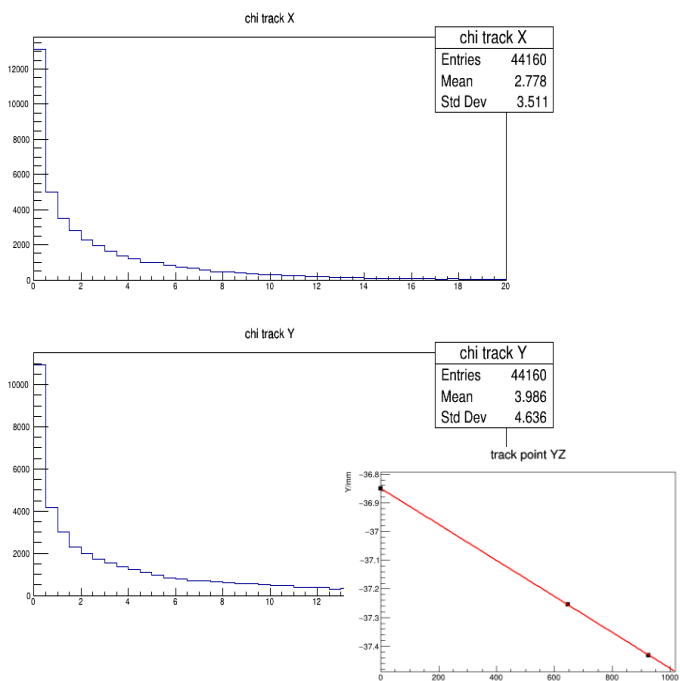 chi track X
chi track X
Entries 44160
Mean 2.778
Std Dev 3.511
12000
10000
8000
6000
4000
2000
0
0 2 4 6 8 10 12 14 16 18 20
chi track Y
chi track Y
Entries 44160
Mean 3.986
Std Dev 4.636
10000
8000
6000
4000
2000
0
0 2 4 6 8 10 12
track point YZ
Y/mm
−36.8
−36.9
−37
−37.1
−37.2
−37.3
−37.4
0 200 400 600 800 1000